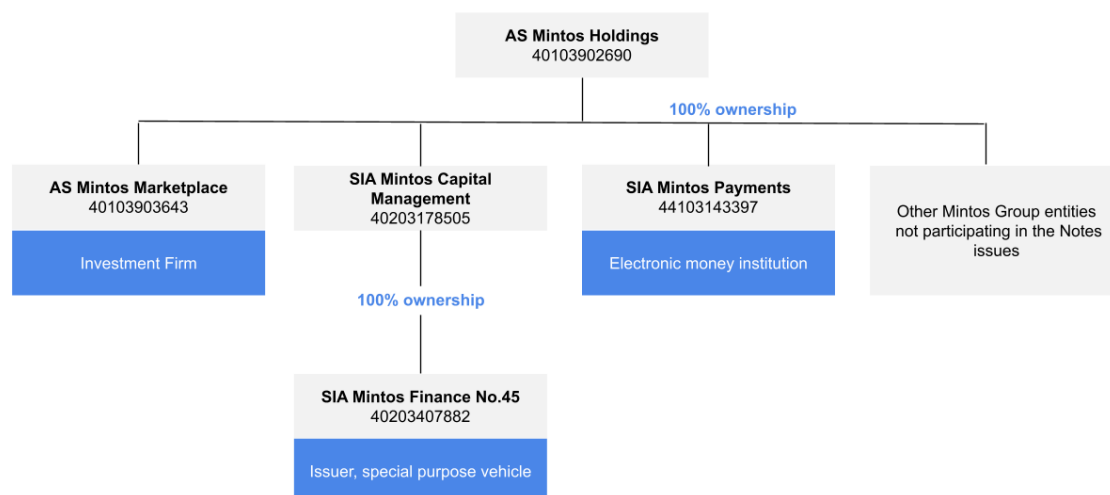 AS Mintos Holdings
40103902690
100% ownership
AS Mintos Marketplace
40103903643
Investment Firm
SIA Mintos Capital
Management
40203178505
SIA Mintos Payments
44103143397
Electronic money institution
Other Mintos Group entities
not participating in the Notes
issues
100% ownership
SIA Mintos Finance No.45
40203407882
Issuer, special purpose vehicle